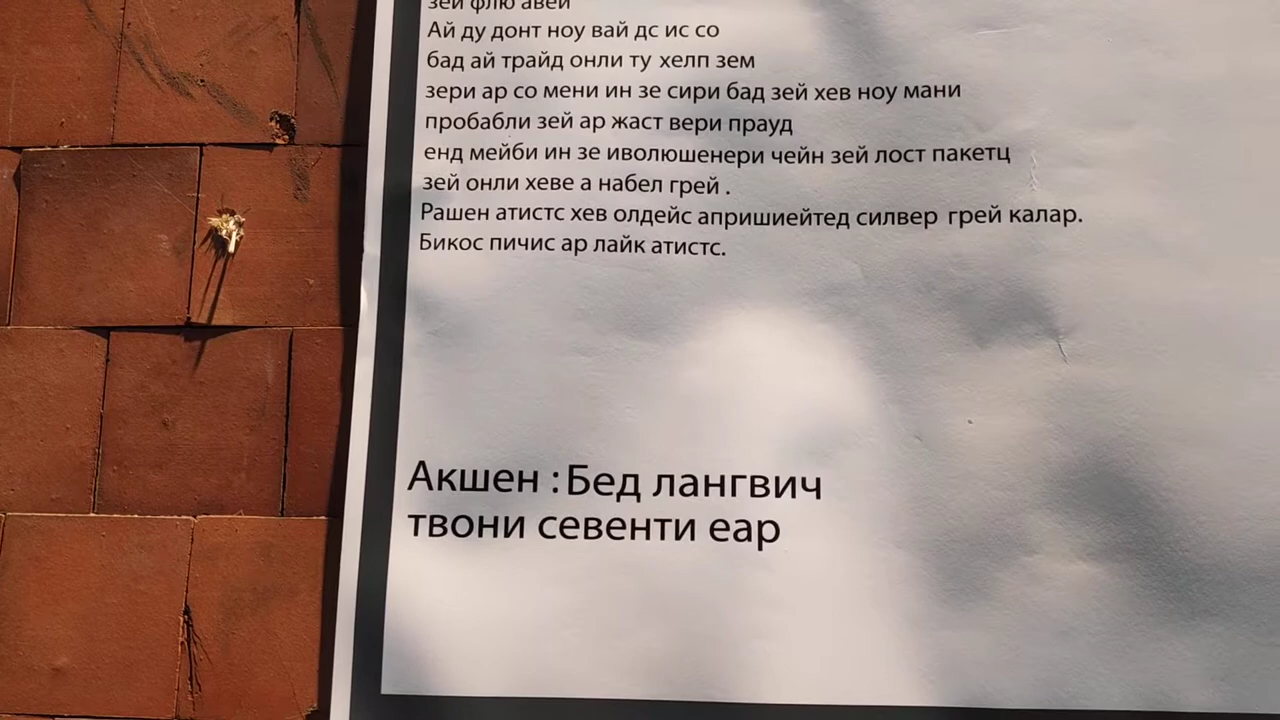 зей флю авей
Ай ду донт ноу вай дс ис со
бад ай трайд онли ту хелп зем
зери ар со мени ин зе сири бад зей хев ноу мани
пробабли зей ар жаст вери прауд
енд мейби ин зе иволюшенери чейн зей лост пакетц
зей онли хеве а набел грей .
Рашен атистс хев олдейс апришиейтед силвер грей калар.
Бикос пичис ар лайк атистс.
Акшен : Бед лангвич
твони севенти еар